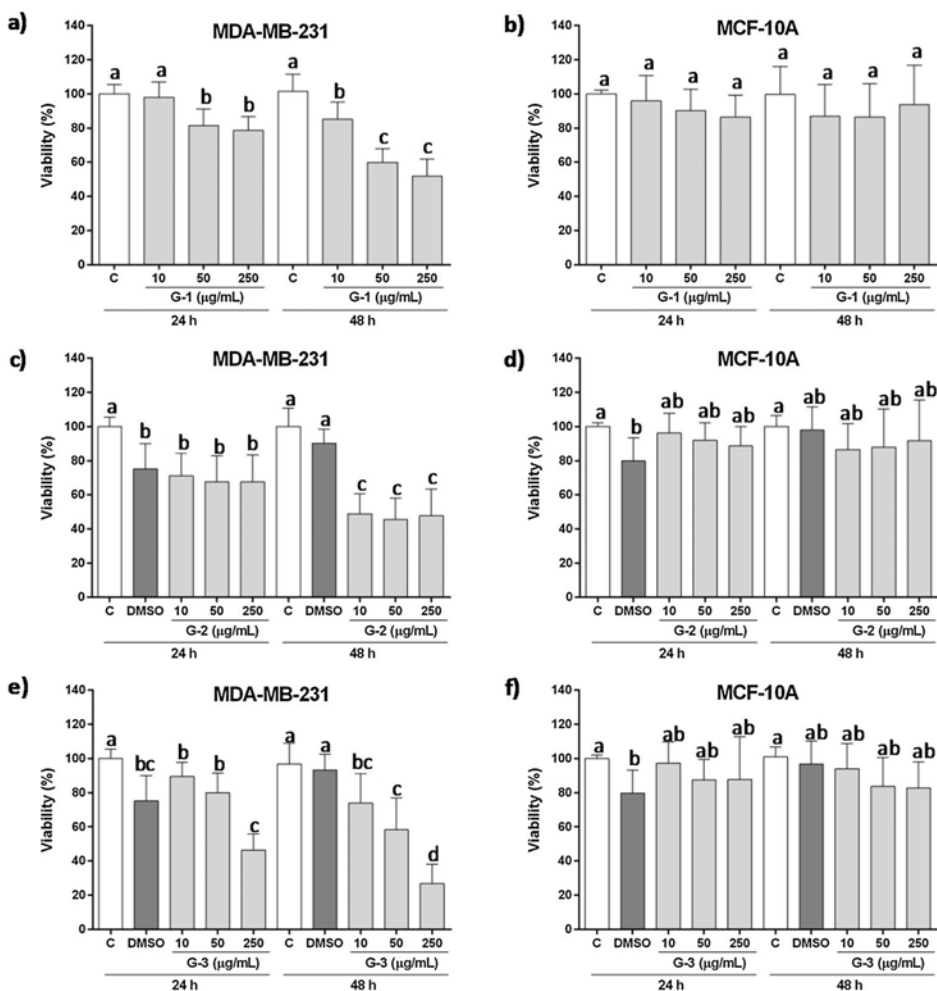 a)
MDA-MB-231
Viability (%)
140
120
100
80
60
40
20
0
a a b b a b c c
C 10 50 250 C 10 50 250
G-1 (µg/mL) G-1 (µg/mL)
24 h 48 h
b)
MCF-10A
Viability (%)
140
120
100
80
60
40
20
0
a a a a a a a a
C 10 50 250 C 10 50 250
G-1 (µg/mL) G-1 (µg/mL)
24 h 48 h
c)
MDA-MB-231
Viability (%)
140
120
100
80
60
40
20
0
a b b b b a a c c c
C DMSO 10 50 250 C DMSO 10 50 250
G-2 (µg/mL) G-2 (µg/mL)
24 h 48 h
d)
MCF-10A
Viability (%)
140
120
100
80
60
40
20
0
a b ab ab ab a ab ab ab ab
C DMSO 10 50 250 C DMSO 10 50 250
G-2 (µg/mL) G-2 (µg/mL)
24 h 48 h
e)
MDA-MB-231
Viability (%)
140
120
100
80
60
40
20
0
a bc b b c a a bc c d
C DMSO 10 50 250 C DMSO 10 50 250
G-3 (µg/mL) G-3 (µg/mL)
24 h 48 h
f)
MCF-10A
Viability (%)
140
120
100
80
60
40
20
0
a b ab ab ab a ab ab ab ab
C DMSO 10 50 250 C DMSO 10 50 250
G-3 (µg/mL) G-3 (µg/mL)
24 h 48 h